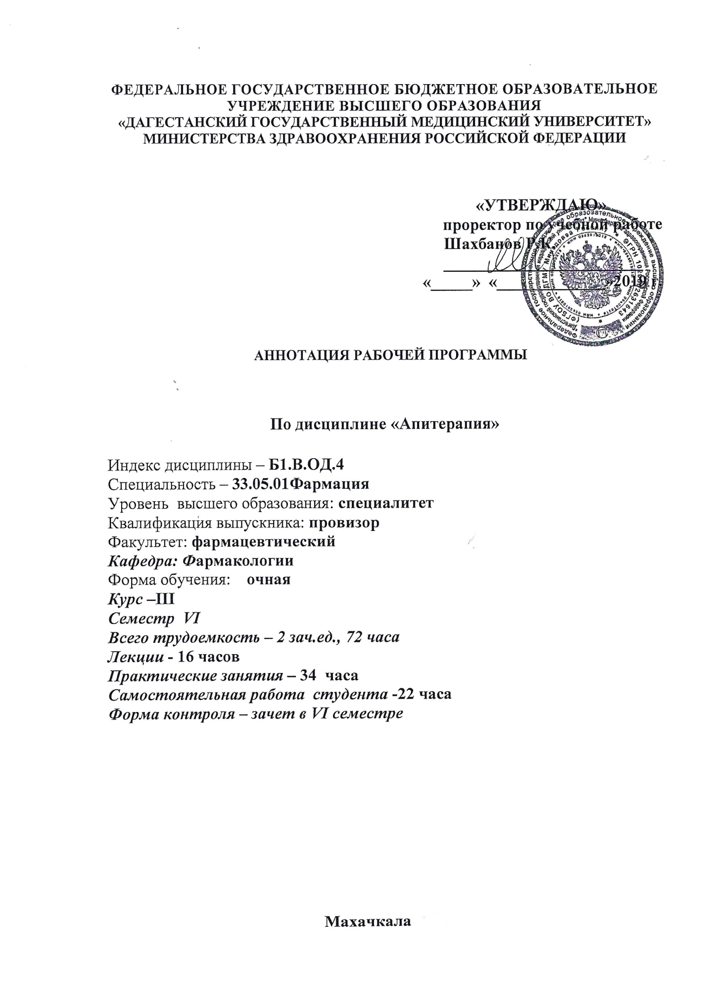 ФЕДЕРАЛЬНОЕ ГОСУДАРСТВЕННОЕ БЮДЖЕТНОЕ ОБРАЗОВАТЕЛЬНОЕ
УЧРЕЖДЕНИЕ ВЫСШЕГО ОБРАЗОВАНИЯ
«ДАГЕСТАНСКИЙ ГОСУДАРСТВЕННЫЙ МЕДИЦИНСКИЙ УНИВЕРСИТЕТ»
МИНИСТЕРСТВА ЗДРАВООХРАНЕНИЯ РОССИЙСКОЙ ФЕДЕРАЦИИ
«УТВЕРЖДАЮ»
проректор по учебной работе
Шахбанов Р.К.
«_____» «_____________»2019 г
АННОТАЦИЯ РАБОЧЕЙ ПРОГРАММЫ
По дисциплине «Апитерапия»
Индекс дисциплины – Б1.В.ОД.4
Специальность – 33.05.01Фармация
Уровень высшего образования: специалитет
Квалификация выпускника: провизор
Факультет: фармацевтический
Кафедра: Фармакологии
Форма обучения: очная
Курс –III
Семестр VI
Всего трудоемкость – 2 зач.ед., 72 часа
Лекции - 16 часов
Практические занятия – 34 часа
Самостоятельная работа студента -22 часа
Форма контроля – зачет в VI семестре
Махачкала